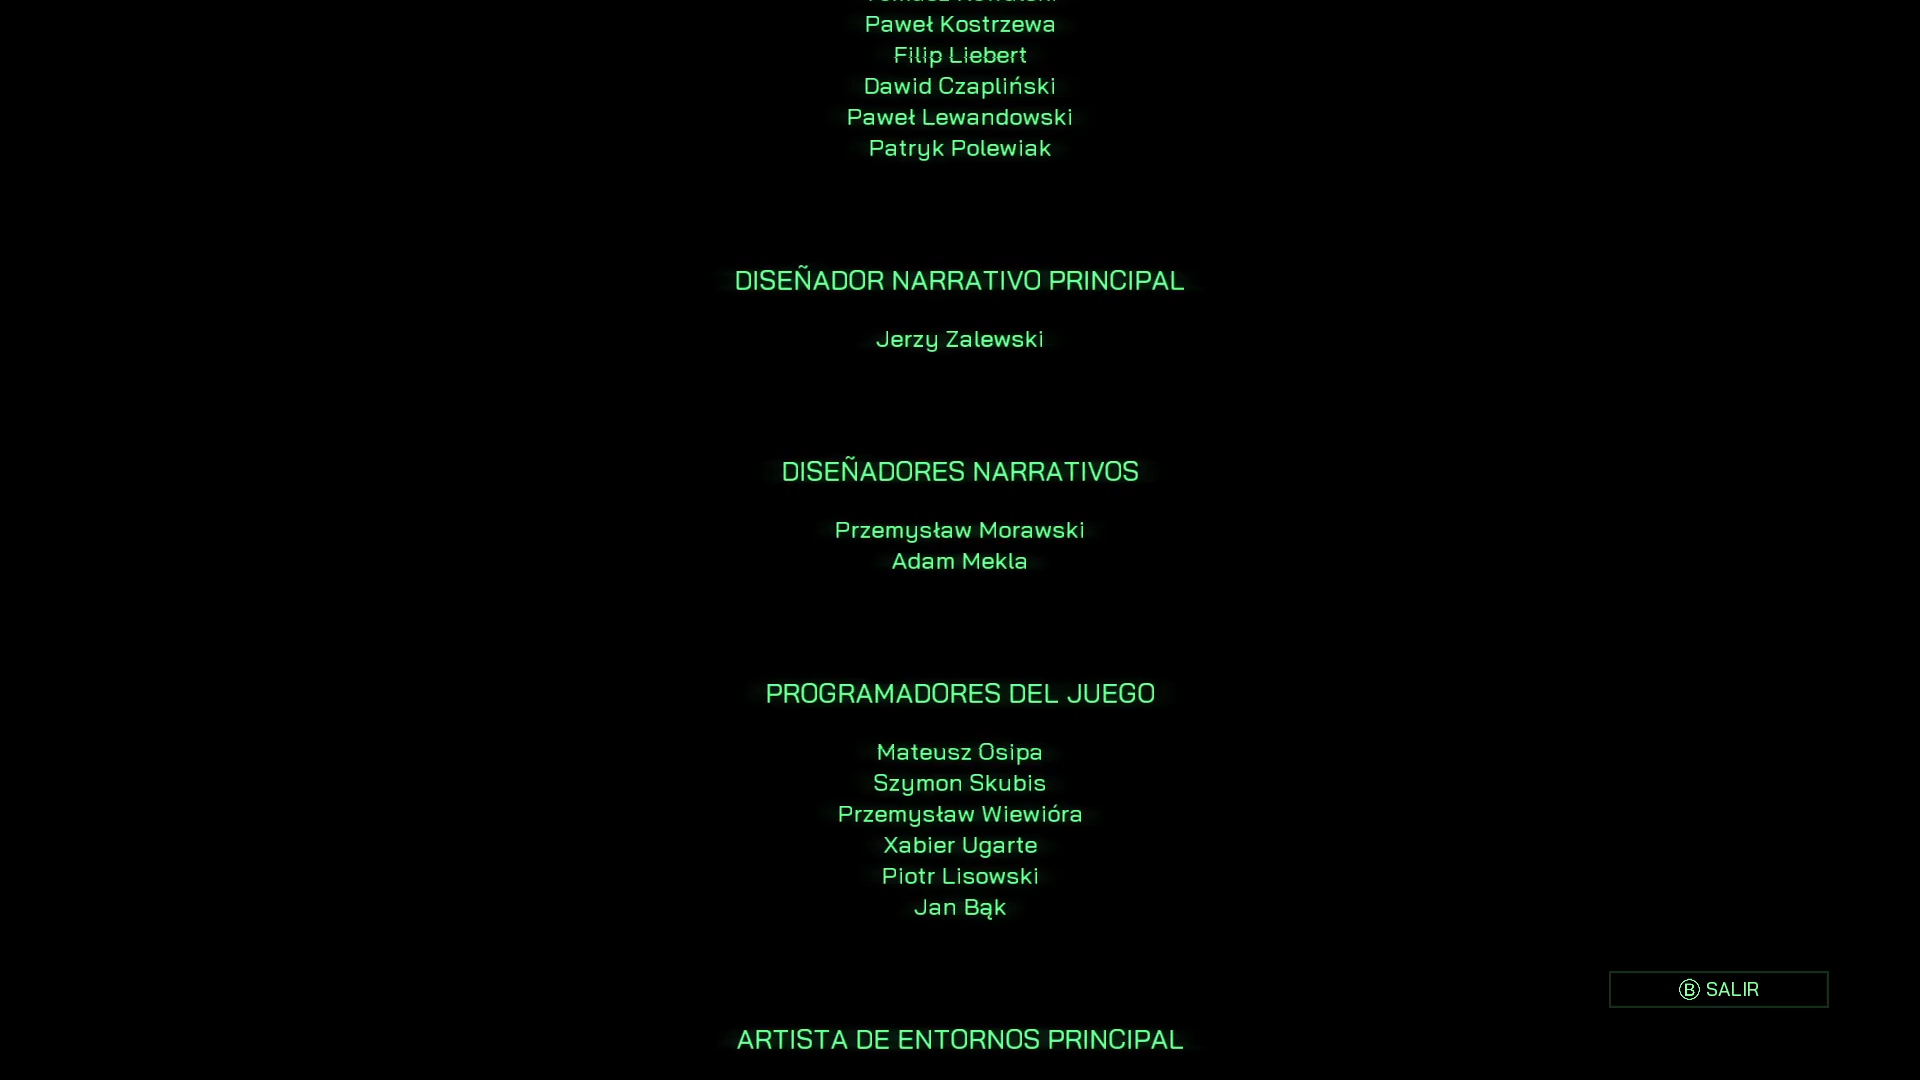 Paweł Kostrzewa
Filip Liebert
Dawid Czapliński
Paweł Lewandowski
Patryk Polewiak
DISEÑADOR NARRATIVO PRINCIPAL
Jerzy Zalewski
DISEÑADORES NARRATIVOS
Przemysław Morawski
Adam Mekla
PROGRAMADORES DEL JUEGO
Mateusz Osipa
Szymon Skubis
Przemysław Wiewióra
Xabier Ugarte
Piotr Lisowski
Jan Bąk
B SALIR
ARTISTA DE ENTORNOS PRINCIPAL